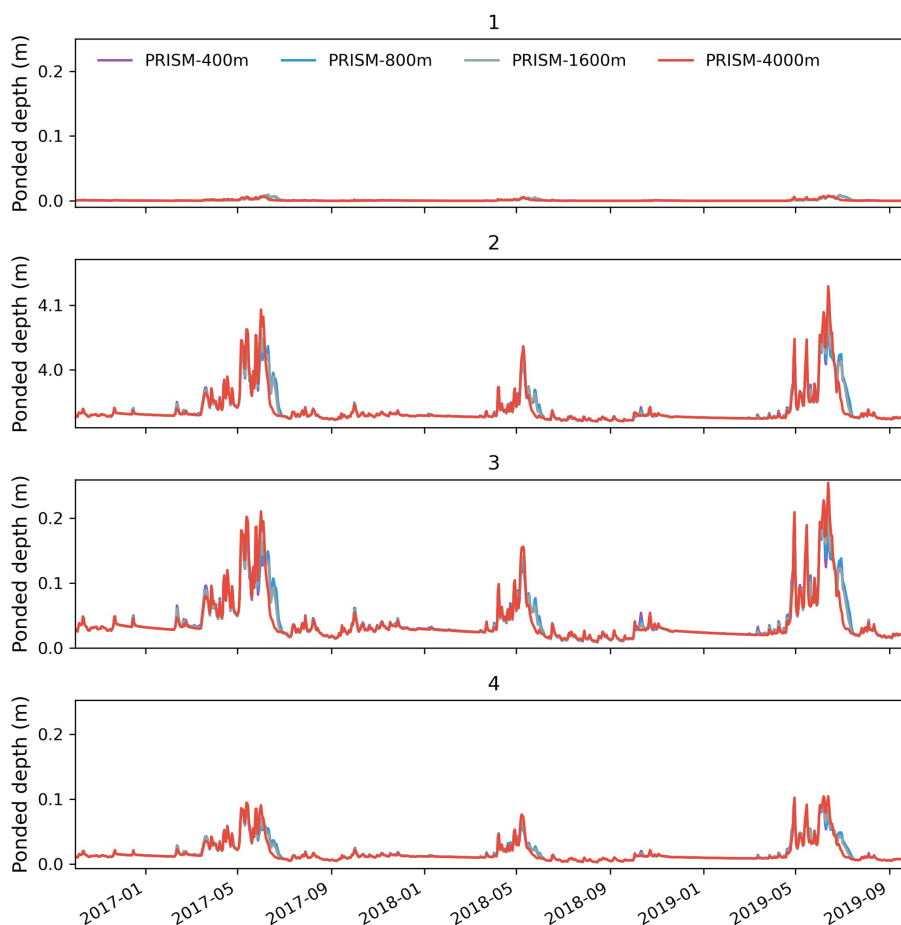 1
PRISM-400m PRISM-800m PRISM-1600m PRISM-4000m
Ponded depth (m)
0.2
0.1
0.0
2
Ponded depth (m)
4.1
4.0
3
Ponded depth (m)
0.2
0.1
0.0
4
Ponded depth (m)
0.2
0.1
0.0
2017-01 2017-05 2017-09 2018-01 2018-05 2018-09 2019-01 2019-05 2019-09